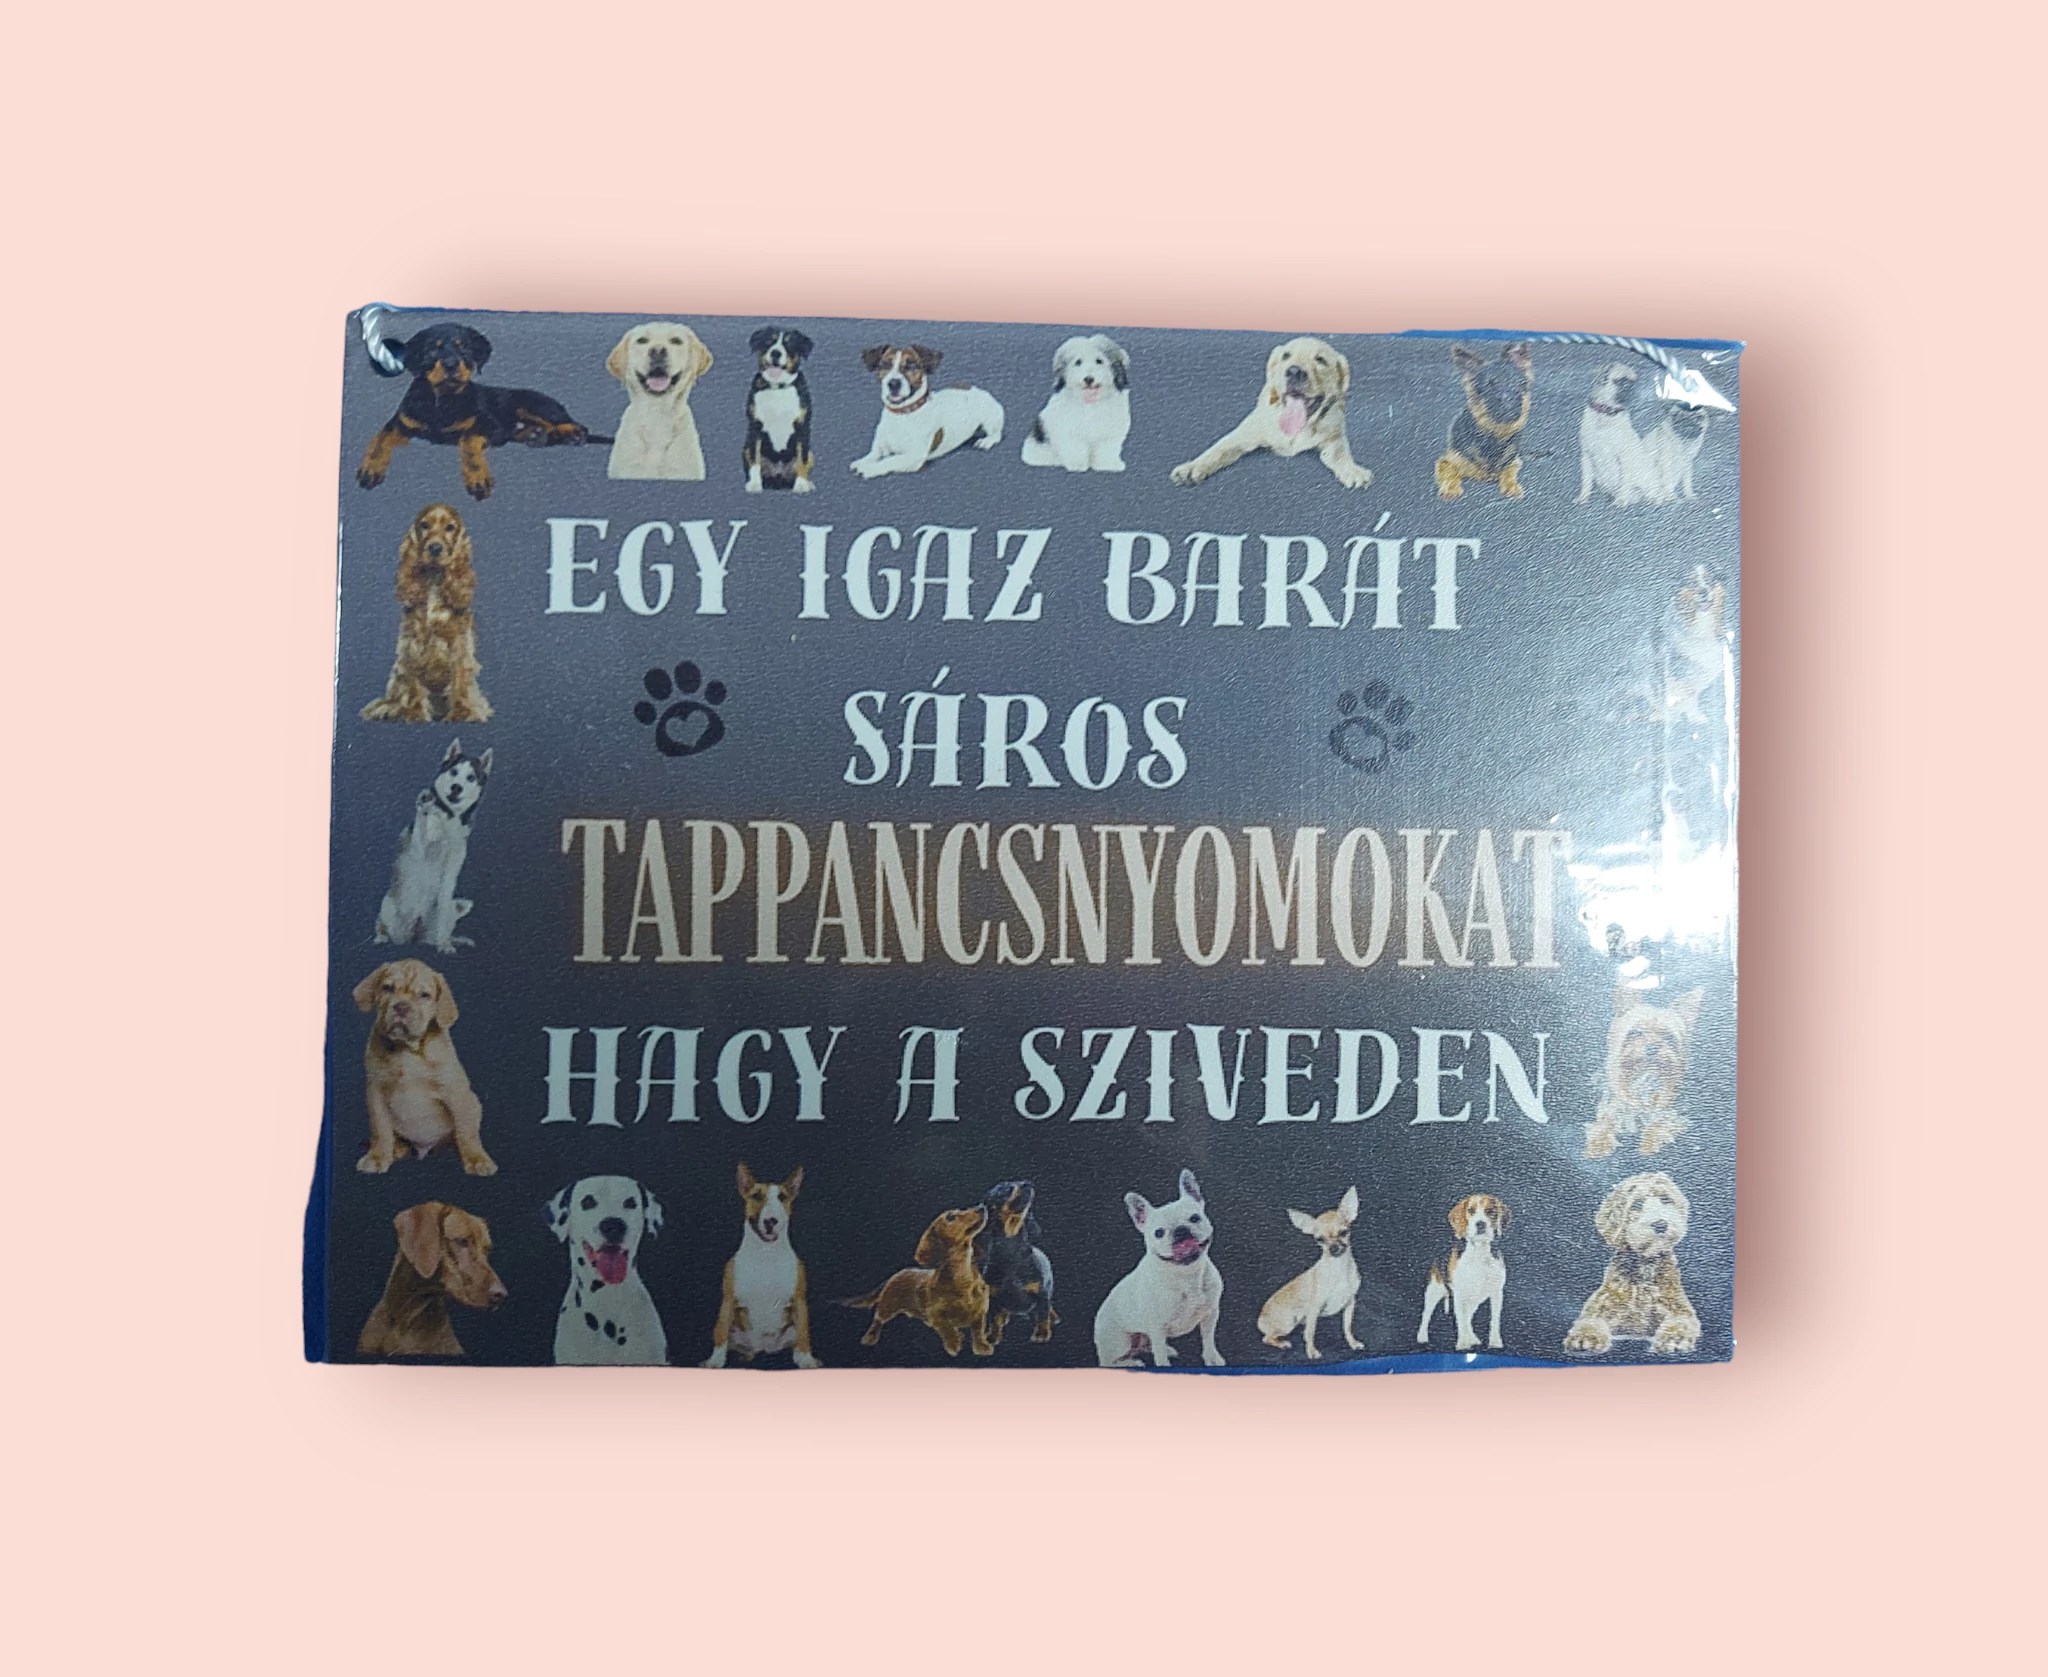 EGY IGAZ BARÁT
SÁROS
TAPPANCSNYOMOKAT
HAGY A SZIVEDEN